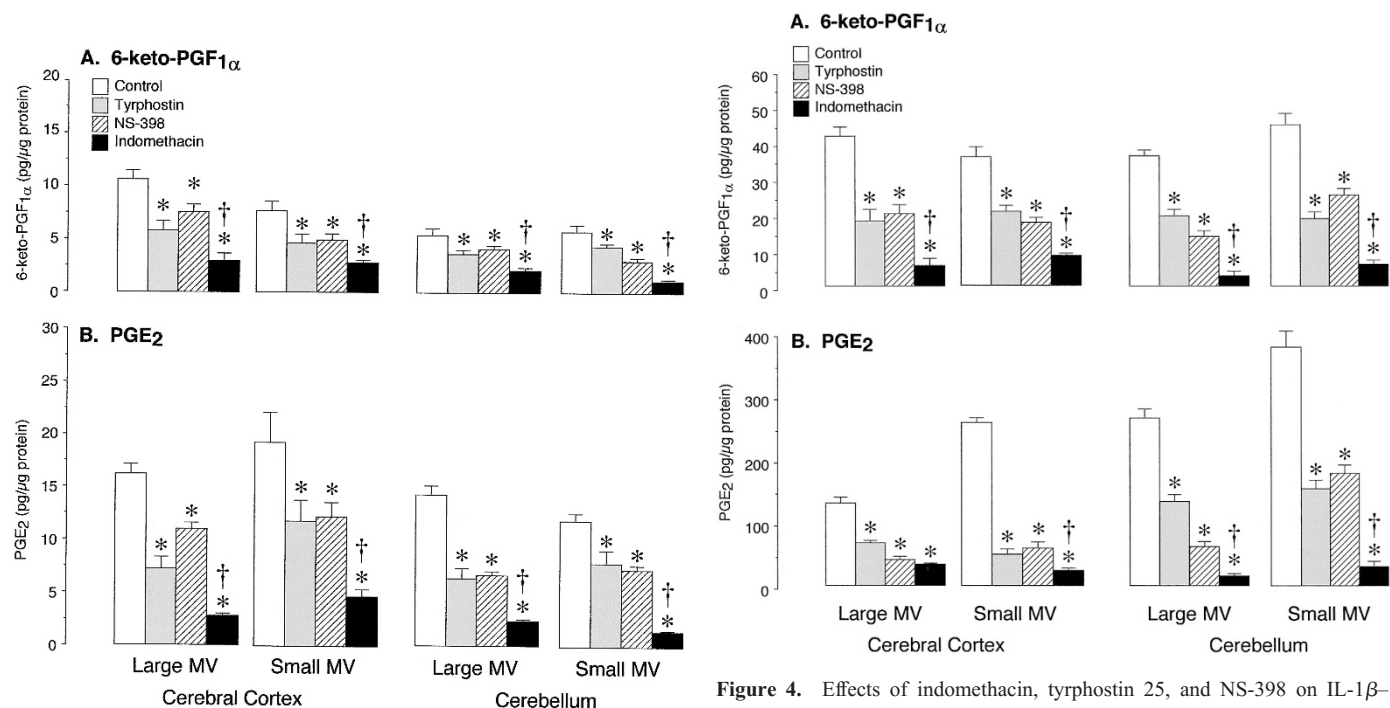 A. 6-keto-PGF1α
Control
Tyrphostin
NS-398
Indomethacin
6-keto-PGF1α (pg/μg protein)
20
15
10
5
0
* * † *
* * † *
* * † *
* * † *
B. PGE2
PGE2 (pg/μg protein)
30
25
20
15
10
5
0
* * † *
* * † *
* * † *
* * † *
Large MV Small MV Large MV Small MV
Cerebral Cortex Cerebellum
A. 6-keto-PGF1α
Control
Tyrphostin
NS-398
Indomethacin
6-keto-PGF1α (pg/μg protein)
60
50
40
30
20
10
0
* * † *
* * † *
* * † *
* * † *
B. PGE2
PGE2 (pg/μg protein)
400
300
200
100
0
* * *
* * † *
* * † *
* * † *
Large MV Small MV Large MV Small MV
Cerebral Cortex Cerebellum
Figure 4. Effects of indomethacin, tyrphostin 25, and NS-398 on IL-1β–